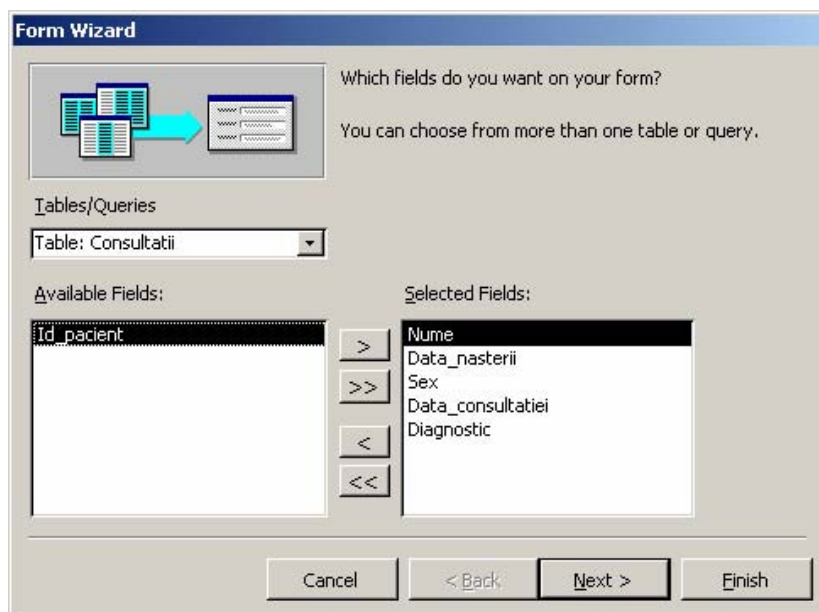 Form Wizard
Which fields do you want on your form?
You can choose from more than one table or query.
Tables/Queries
Table: Consultatii
Available Fields:
Id_pacient
>
>>
<
<<
Selected Fields:
Nume
Data_nasterii
Sex
Data_consultatiei
Diagnostic
Cancel
< Back
Next >
Finish